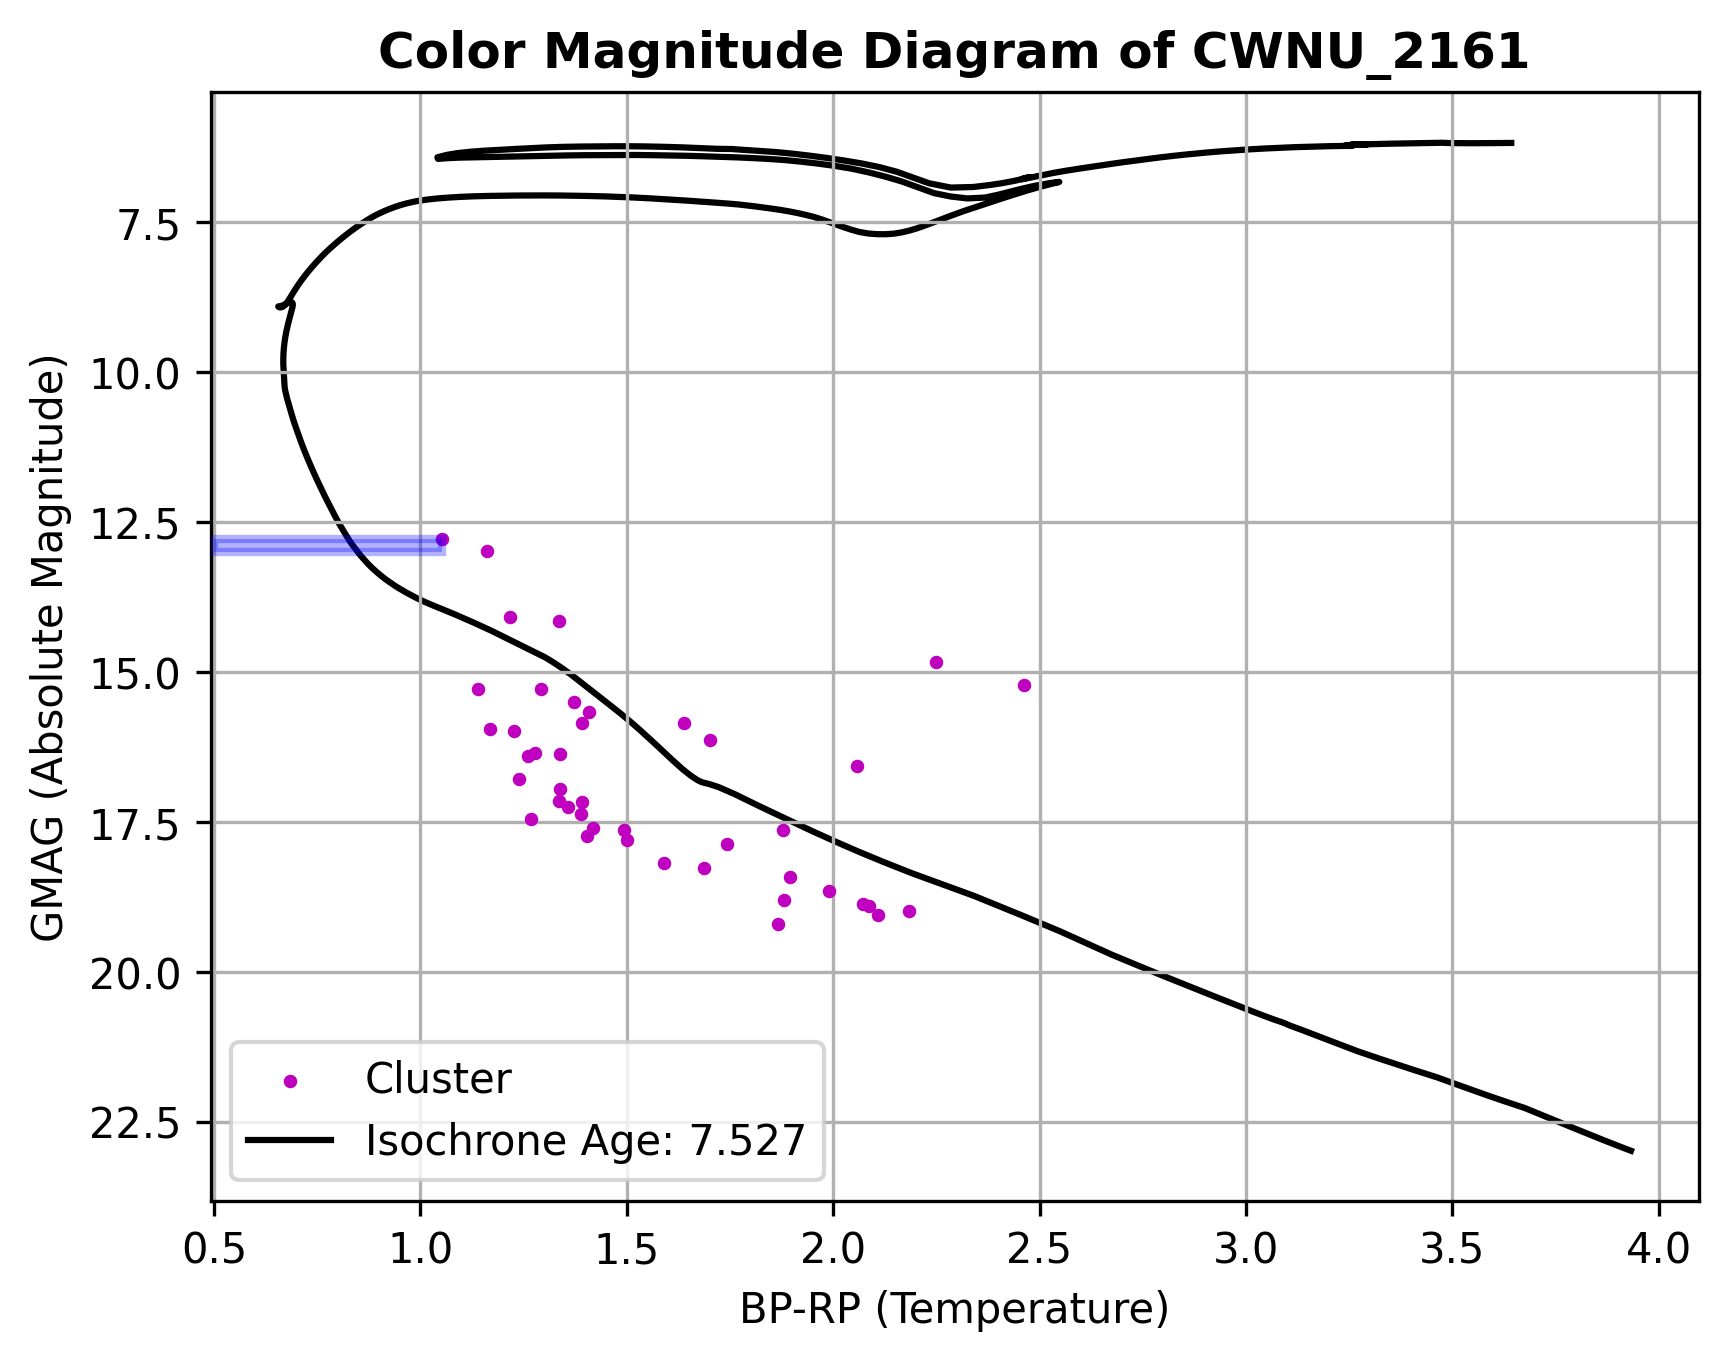 Color Magnitude Diagram of CWNU_2161
GMAG (Absolute Magnitude)
7.5
10.0
12.5
15.0
17.5
20.0
22.5
Cluster
Isochrone Age: 7.527
0.5 1.0 1.5 2.0 2.5 3.0 3.5 4.0
BP-RP (Temperature)